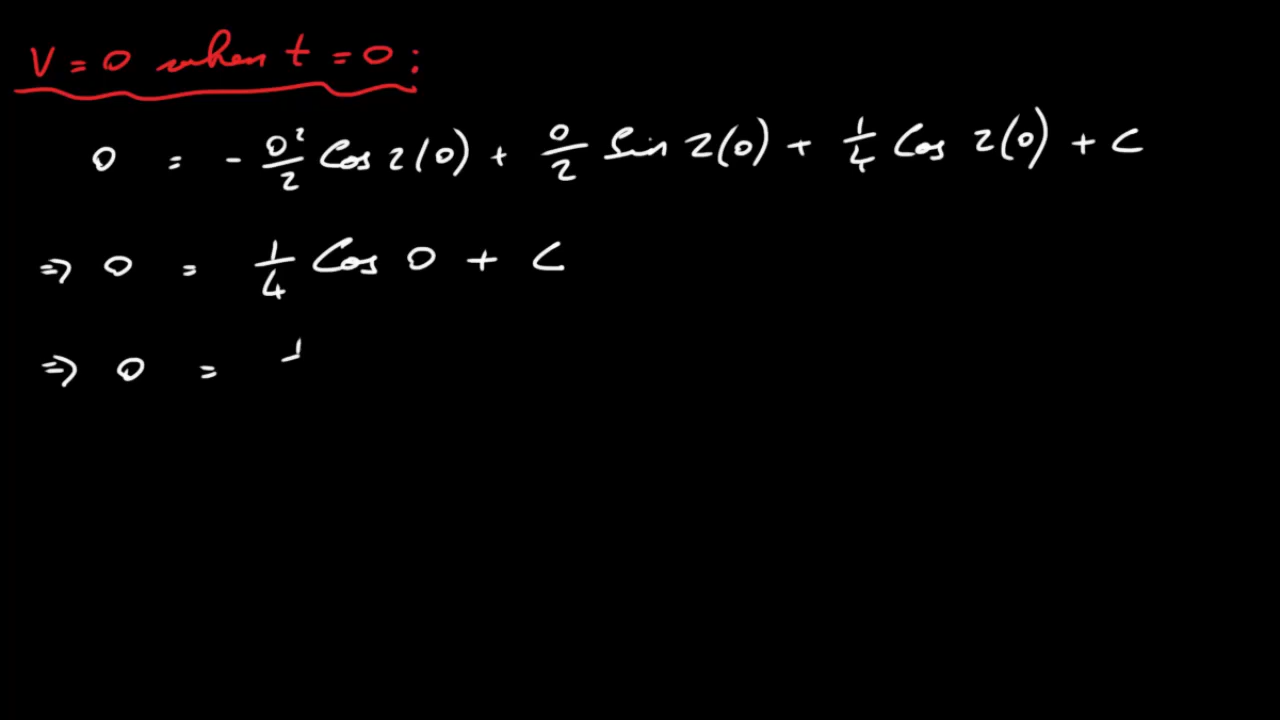 V = 0 when t = 0 :
0 = - 0²/2 Cos 2(0) + 0/2 Sin 2(0) + 1/4 Cos 2(0) + C
⇒ 0 = 1/4 Cos 0 + C
⇒ 0 = 1